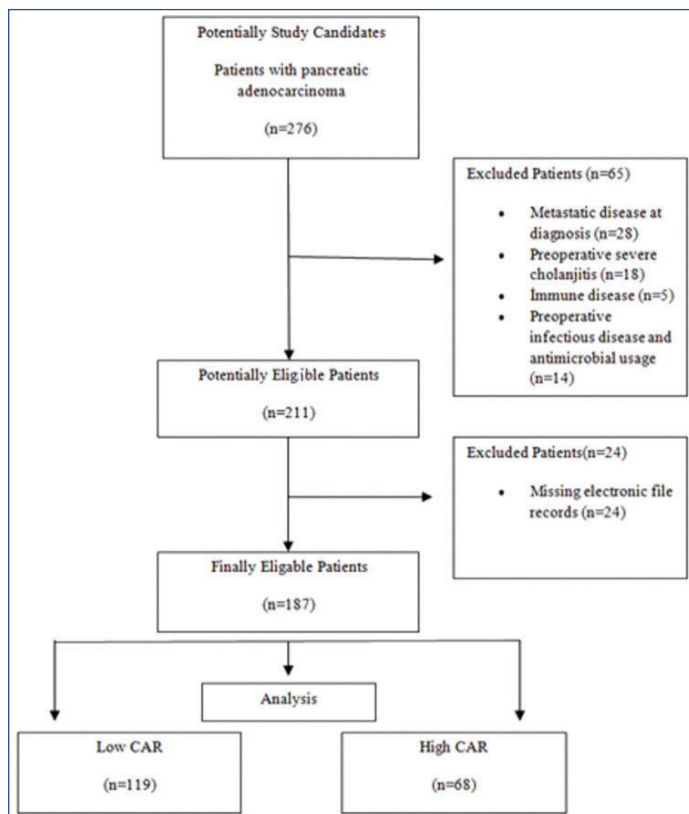 Potentially Study Candidates
Patients with pancreatic
adenocarcinoma
(n=276)
Excluded Patients (n=65)
• Metastatic disease at
diagnosis (n=28)
• Preoperative severe
cholanjitis (n=18)
• İmmune disease (n=5)
• Preoperative
infectious disease and
antimicrobial usage
(n=14)
Potentially Eligible Patients
(n=211)
Excluded Patients(n=24)
• Missing electronic file
records (n=24)
Finally Eligable Patients
(n=187)
Analysis
Low CAR
(n=119)
High CAR
(n=68)